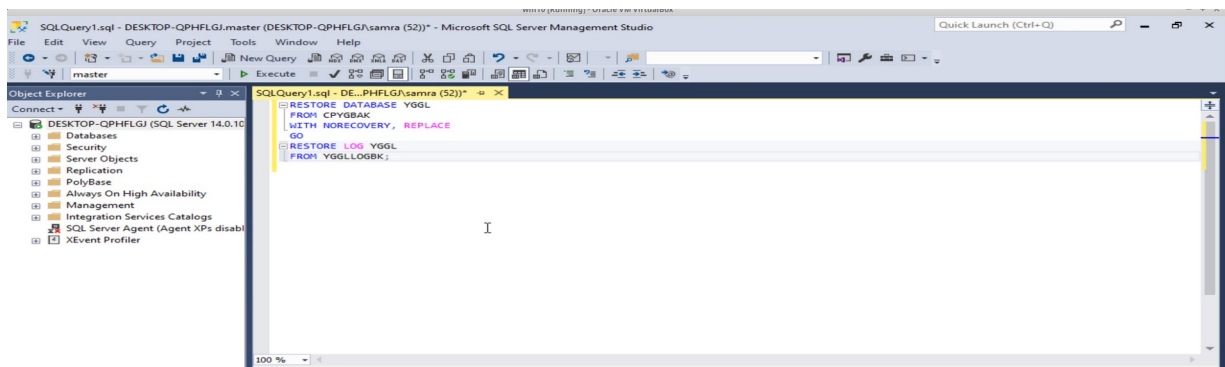 Win10 [Running] - Oracle VM VirtualBox
SQLQuery1.sql - DESKTOP-QPHFLGJ.master (DESKTOP-QPHFLGJ\samra (52))* - Microsoft SQL Server Management Studio
Quick Launch (Ctrl+Q)
File Edit View Query Project Tools Window Help
New Query
master
Execute
Object Explorer
SQLQuery1.sql - DE...PHFLGJ\samra (52))*
Connect
DESKTOP-QPHFLGJ (SQL Server 14.0.10
Databases
Security
Server Objects
Replication
PolyBase
Always On High Availability
Management
Integration Services Catalogs
SQL Server Agent (Agent XPs disabl
XEvent Profiler
RESTORE DATABASE YGGL
FROM CPYGBAK
WITH NORECOVERY, REPLACE
GO
RESTORE LOG YGGL
FROM YGGLLOGBK;
100 %